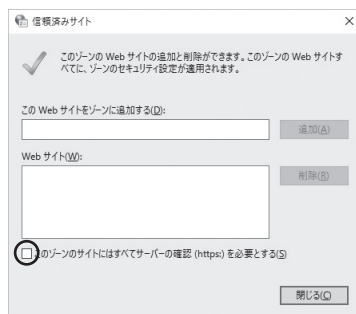 信頼済みサイト
このゾーンの Web サイトの追加と削除ができます。このゾーンの Web サイトす
べてに、ゾーンのセキュリティ設定が適用されます。
この Web サイトをゾーンに追加する(D):
追加(A)
Web サイト(W):
削除(R)
このゾーンのサイトにはすべてサーバーの確認 (https:) を必要とする(S)
閉じる(C)